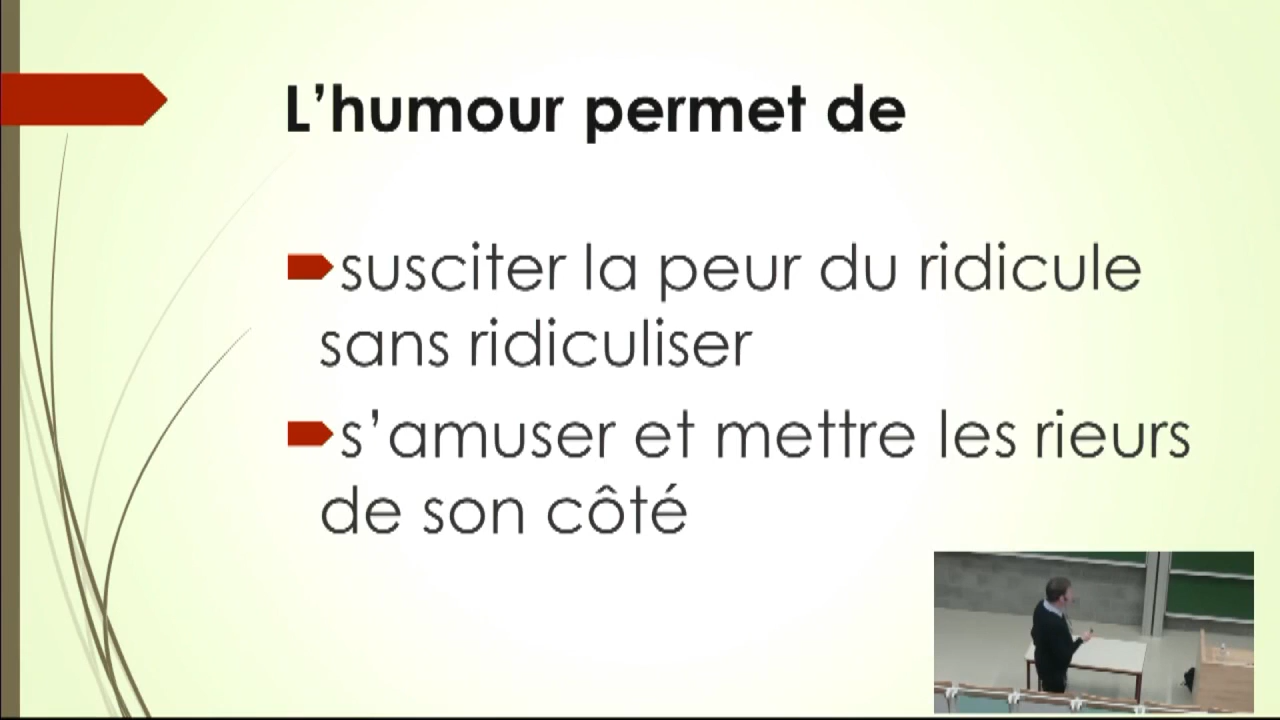 L’humour permet de
susciter la peur du ridicule
sans ridiculiser
s’amuser et mettre les rieurs
de son côté